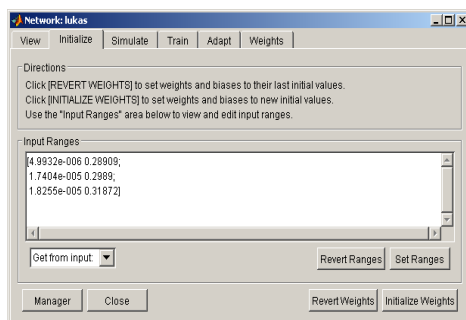 Network: lukas
View Initialize Simulate Train Adapt Weights
Directions
Click [REVERT WEIGHTS] to set weights and biases to their last initial values.
Click [INITIALIZE WEIGHTS] to set weights and biases to new initial values.
Use the "Input Ranges" area below to view and edit input ranges.
Input Ranges
[4.9932e-006 0.28909;
1.7404e-005 0.2989;
1.8255e-005 0.31872]
Get from input: Revert Ranges Set Ranges
Manager Close Revert Weights Initialize Weights